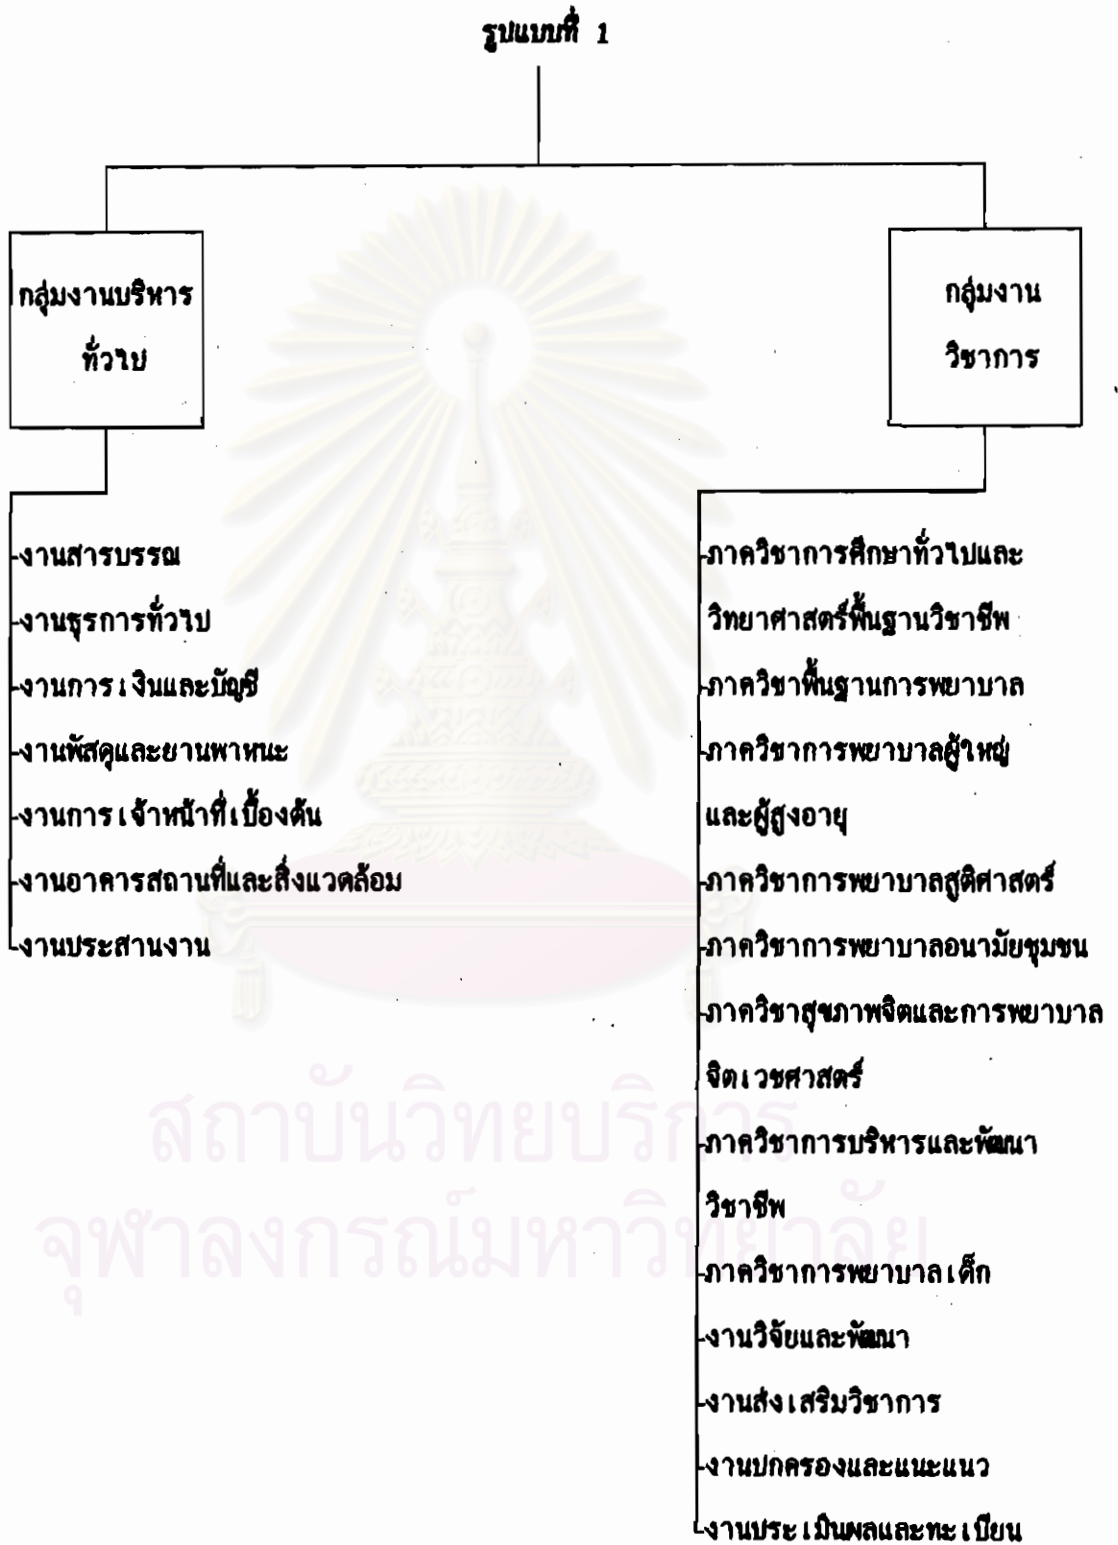 รูปแบบที่ 1
กลุ่มงานบริหาร
ทั่วไป
-งานสารบรรณ
-งานธุรการทั่วไป
-งานการเงินและบัญชี
-งานพัสดุและยานพาหนะ
-งานการเจ้าหน้าที่เบื้องต้น
-งานอาคารสถานที่และสิ่งแวดล้อม
-งานประสานงาน
กลุ่มงาน
วิชาการ
-ภาควิชาการศึกษาทั่วไปและ
วิทยาศาสตร์พื้นฐานวิชาชีพ
-ภาควิชาพื้นฐานการพยาบาล
-ภาควิชาการพยาบาลผู้ใหญ่
และผู้สูงอายุ
-ภาควิชาการพยาบาลสูติศาสตร์
-ภาควิชาการพยาบาลอนามัยชุมชน
-ภาควิชาสุขภาพจิตและการพยาบาล
จิตเวชศาสตร์
-ภาควิชาการบริหารและพัฒนา
วิชาชีพ
-ภาควิชาการพยาบาลเด็ก
-งานวิจัยและพัฒนา
-งานส่งเสริมวิชาการ
-งานปกครองและแนะแนว
-งานประเมินผลและทะเบียน
สถาบันวิทยบริการ
จุฬาลงกรณ์มหาวิทยาลัย